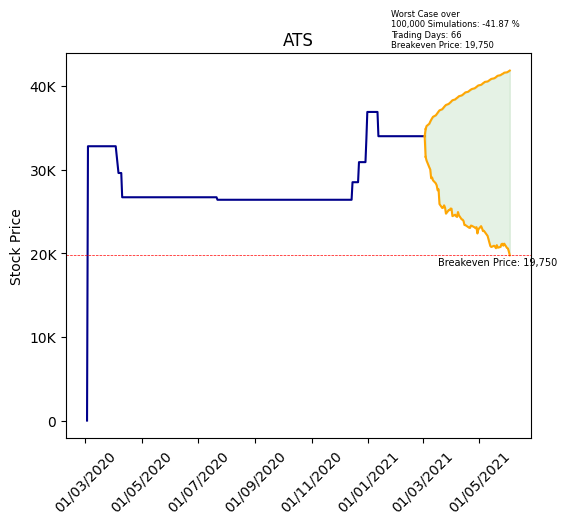 Worst Case over
100,000 Simulations: -41.87 %
Trading Days: 66
Breakeven Price: 19,750
ATS
Stock Price
40K
30K
20K
10K
0
Breakeven Price: 19,750
01/03/2020
01/05/2020
01/07/2020
01/09/2020
01/11/2020
01/01/2021
01/03/2021
01/05/2021